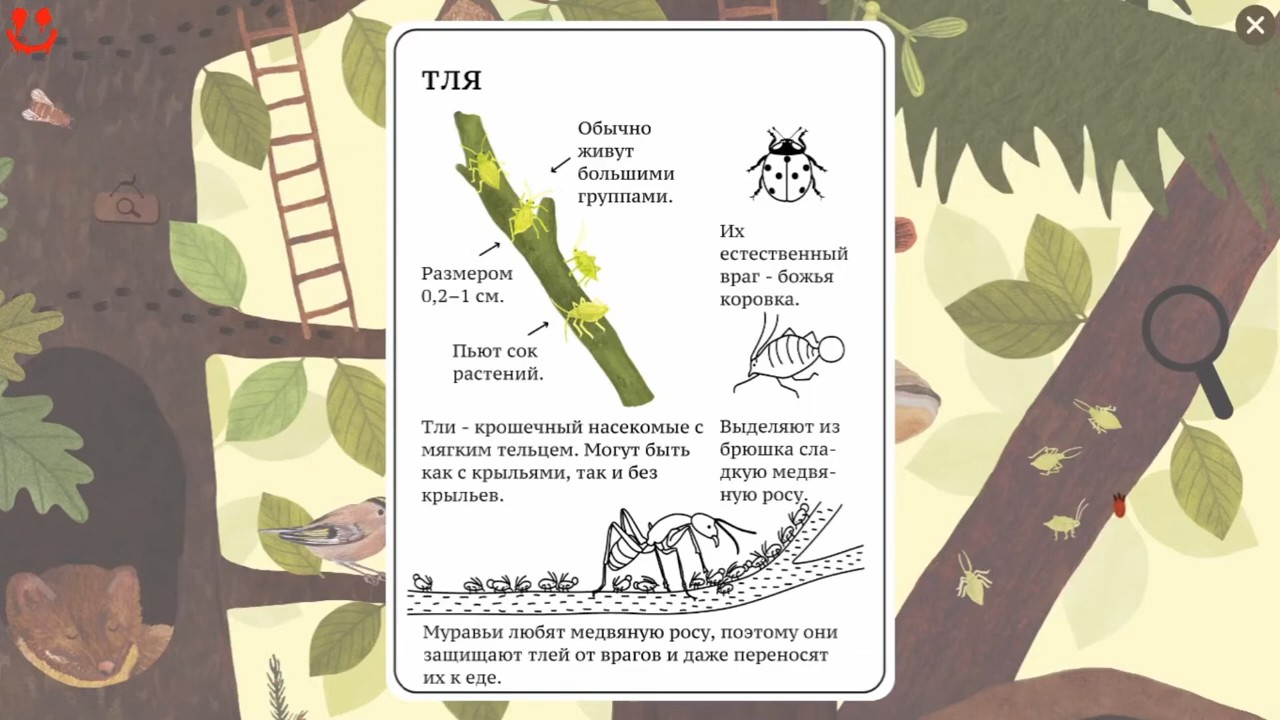 ТЛЯ
Обычно
живут
большими
группами.
Размером
0,2–1 см.
Пьют сок
растений.
Их
естественный
враг - божья
коровка.
Тли - крошечный насекомые с
мягким тельцем. Могут быть
как с крыльями, так и без
крыльев.
Выделяют из
брюшка сла-
дкую медвя-
ную росу.
Муравьи любят медвяную росу, поэтому они
защищают тлей от врагов и даже переносят
их к еде.